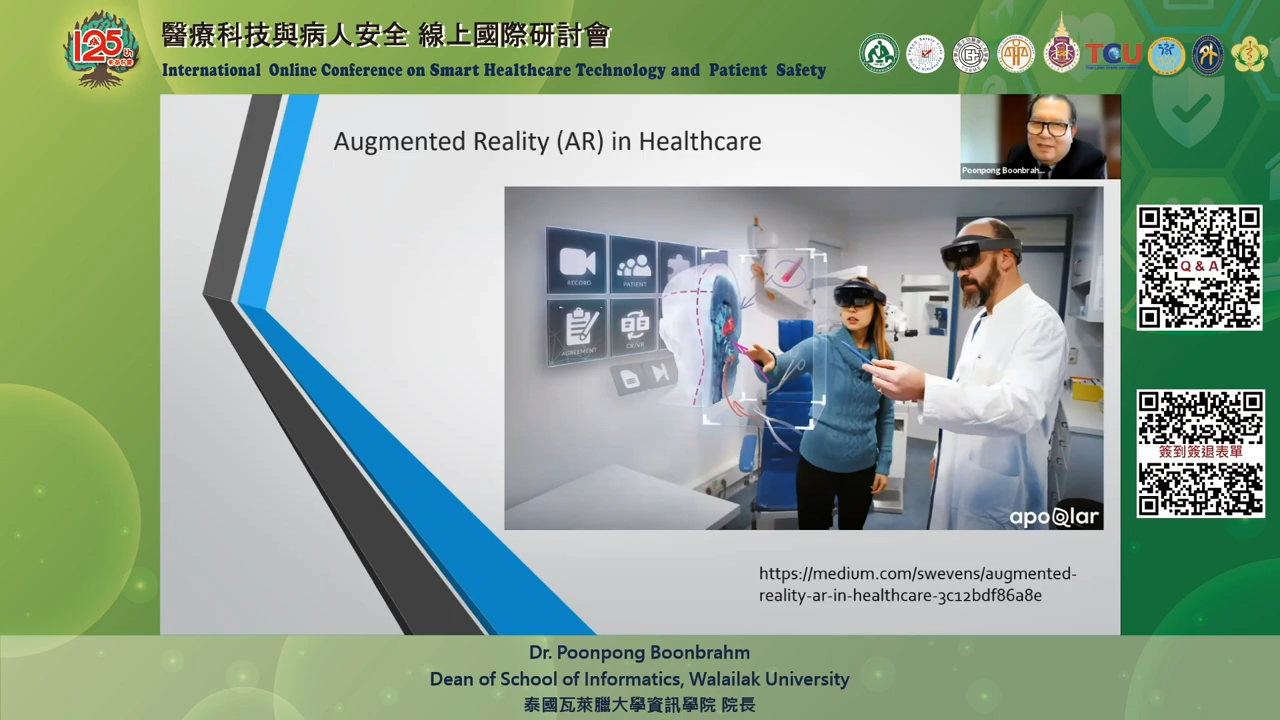 125th
醫療科技與病人安全 線上國際研討會
International Online Conference on Smart Healthcare Technology and Patient Safety
TCU
Augmented Reality (AR) in Healthcare
Poonpong Boonbrah...
RECORD
PATIENT
AGREEMENT
Q & A
簽到簽退表單
apoQlar
https://medium.com/swevens/augmented-
reality-ar-in-healthcare-3c12bdf86a8e
Dr. Poonpong Boonbrahm
Dean of School of Informatics, Walailak University
泰國瓦萊臘大學資訊學院 院長